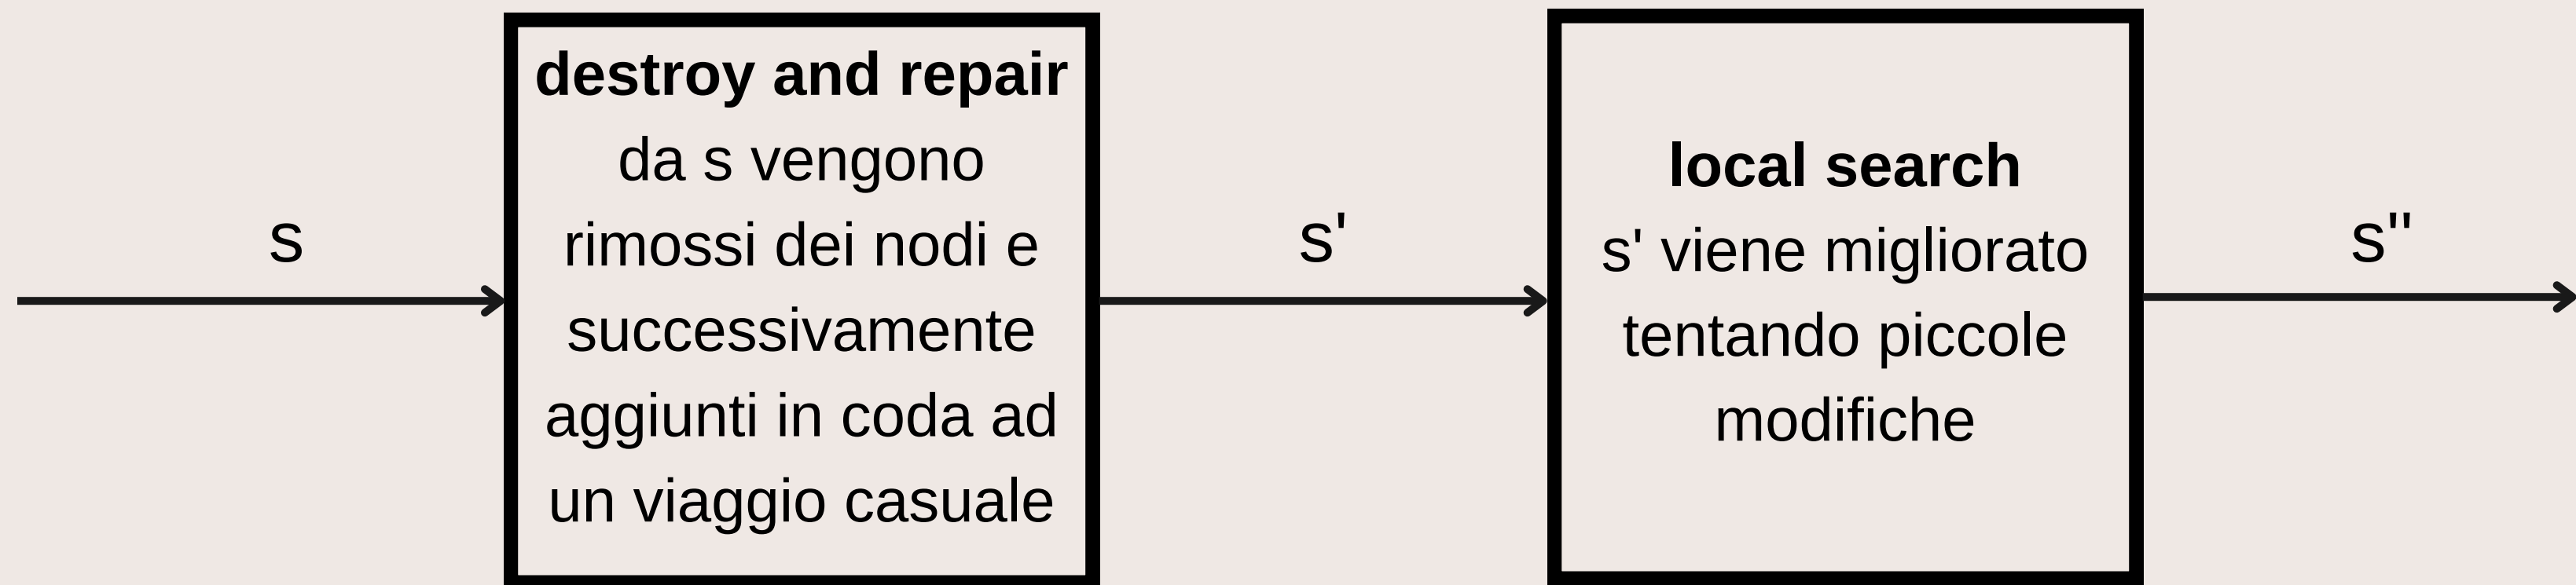 s
destroy and repair
da s vengono
rimossi dei nodi e
successivamente
aggiunti in coda ad
un viaggio casuale
s'
local search
s' viene migliorato
tentando piccole
modifiche
s"